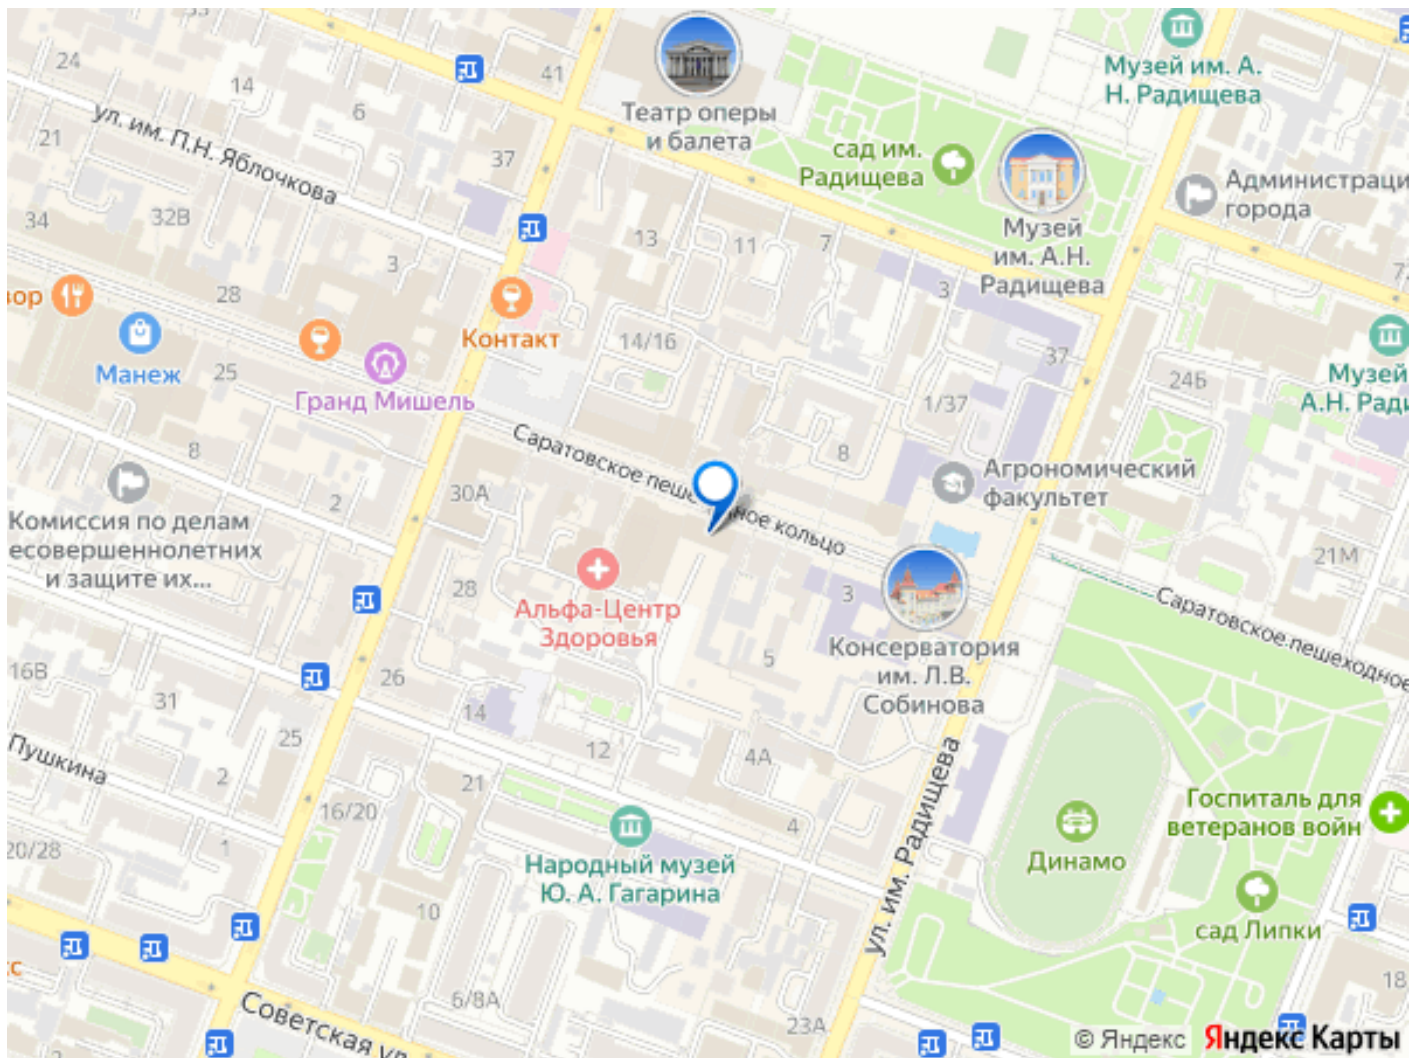 33
24
14
41
6
ул. им. П.Н. Яблочкова
21
37
32В
34
3
28
вор
Манеж
25
Гранд Мишель
Контакт
Театр оперы
и балета
сад им.
Радищева
Музей им. А.
Н. Радищева
Музей
им. А.Н.
Радищева
Администраци
города
13
11
7
3
14/16
37
1/37
8
24Б
72
Музей
А.Н. Ради
Саратовское пеше
ное кольцо
Агрономический
факультет
8
2
30А
Комиссия по делам
есовершеннолетних
и защите их...
28
Альфа-Центр
Здоровья
3
5
Консерватория
им. Л.В.
Собинова
21М
Саратовское пешеходное
16В
31
26
25
14
12
4А
Пушкина
2
21
16/20
1
20/28
4
Народный музей
Ю. А. Гагарина
10
ул. им. Радищева
Динамо
Госпиталь для
ветеранов войн
сад Липки
18
сс
6/8А
23А
Советская ул
2
© Яндекс
Яндекс Карты